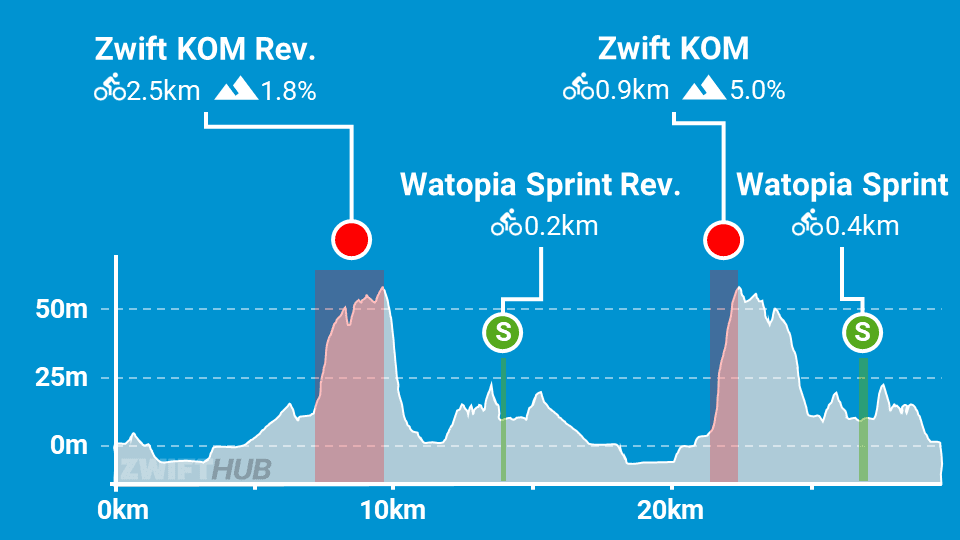 Zwift KOM Rev.
2.5km 1.8%
Zwift KOM
0.9km 5.0%
Watopia Sprint Rev.
0.2km
Watopia Sprint
0.4km
S
S
50m
25m
0m
ZWIFTHUB
0km
10km
20km